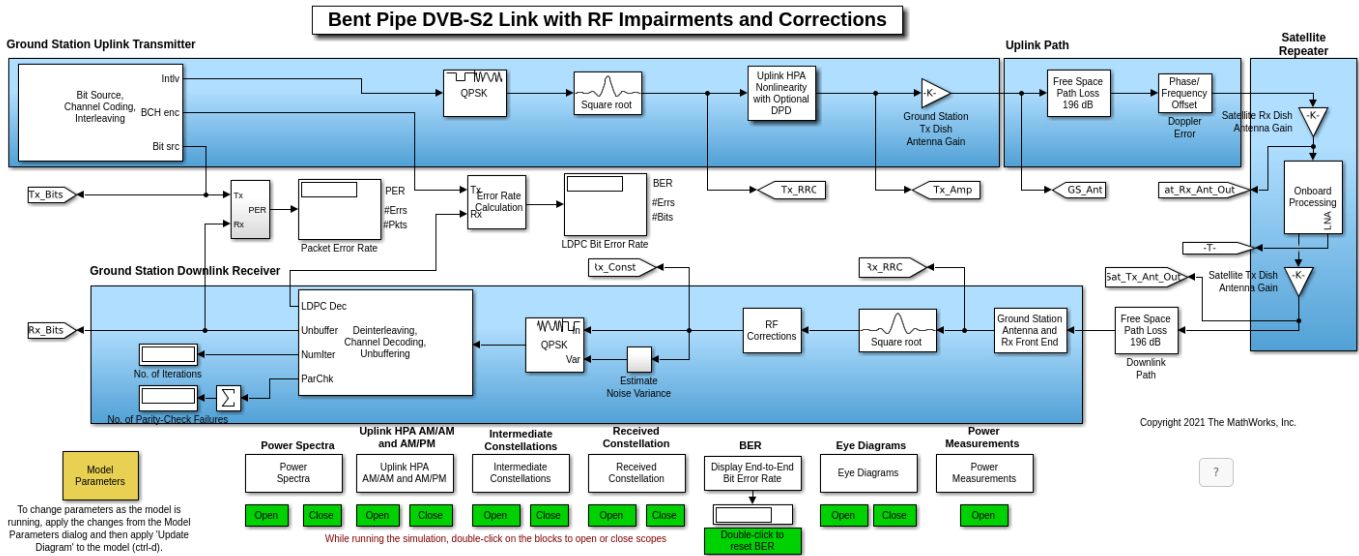 Bent Pipe DVB-S2 Link with RF Impairments and Corrections
Ground Station Uplink Transmitter
Uplink Path
Satellite
Repeater
Bit Source,
Channel Coding,
Interleaving
Intlv
BCH enc
Bit src
QPSK
Square root
Uplink HPA
Nonlinearity
with Optional
DPD
-K-
Ground Station
Tx Dish
Antenna Gain
Free Space
Path Loss
196 dB
Phase/
Frequency
Offset
Doppler
Error
-K-
Satellite Rx Dish
Antenna Gain
Onboard
Processing
LNA
Tx_Bits
Tx
Rx
PER
PER
#Errs
#Pkts
Packet Error Rate
Tx
Rx
Error Rate
Calculation
BER
#Errs
#Bits
LDPC Bit Error Rate
Tx_RRC
Tx_Amp
GS_Ant
at_Rx_Ant_Out
-T-
Ground Station Downlink Receiver
Rx_Const
Rx_RRC
Sat_Tx_Ant_Out
Satellite Tx Dish
Antenna Gain
-K-
Rx_Bits
LDPC Dec
Unbuffer
NumIter
ParChk
Deinterleaving,
Channel Decoding,
Unbuffering
No. of Iterations
No. of Parity-Check Failures
∑
QPSK
In
Var
Estimate
Noise Variance
RF
Corrections
Square root
Ground Station
Antenna and
Rx Front End
Free Space
Path Loss
196 dB
Downlink
Path
Copyright 2021 The MathWorks, Inc.
Model
Parameters
To change parameters as the model is
running, apply the changes from the Model
Parameters dialog and then apply 'Update
Diagram' to the model (ctrl-d).
Power Spectra
Power
Spectra
Open
Close
Uplink HPA AM/AM
and AM/PM
Uplink HPA
AM/AM and AM/PM
Open
Close
Intermediate
Constellations
Intermediate
Constellations
Open
Close
Received
Constellation
Received
Constellation
Open
Close
BER
Display End-to-End
Bit Error Rate
Double-click to
reset BER
Eye Diagrams
Eye Diagrams
Open
Close
Power
Measurements
Power
Measurements
Open
?
While running the simulation, double-click on the blocks to open or close scopes